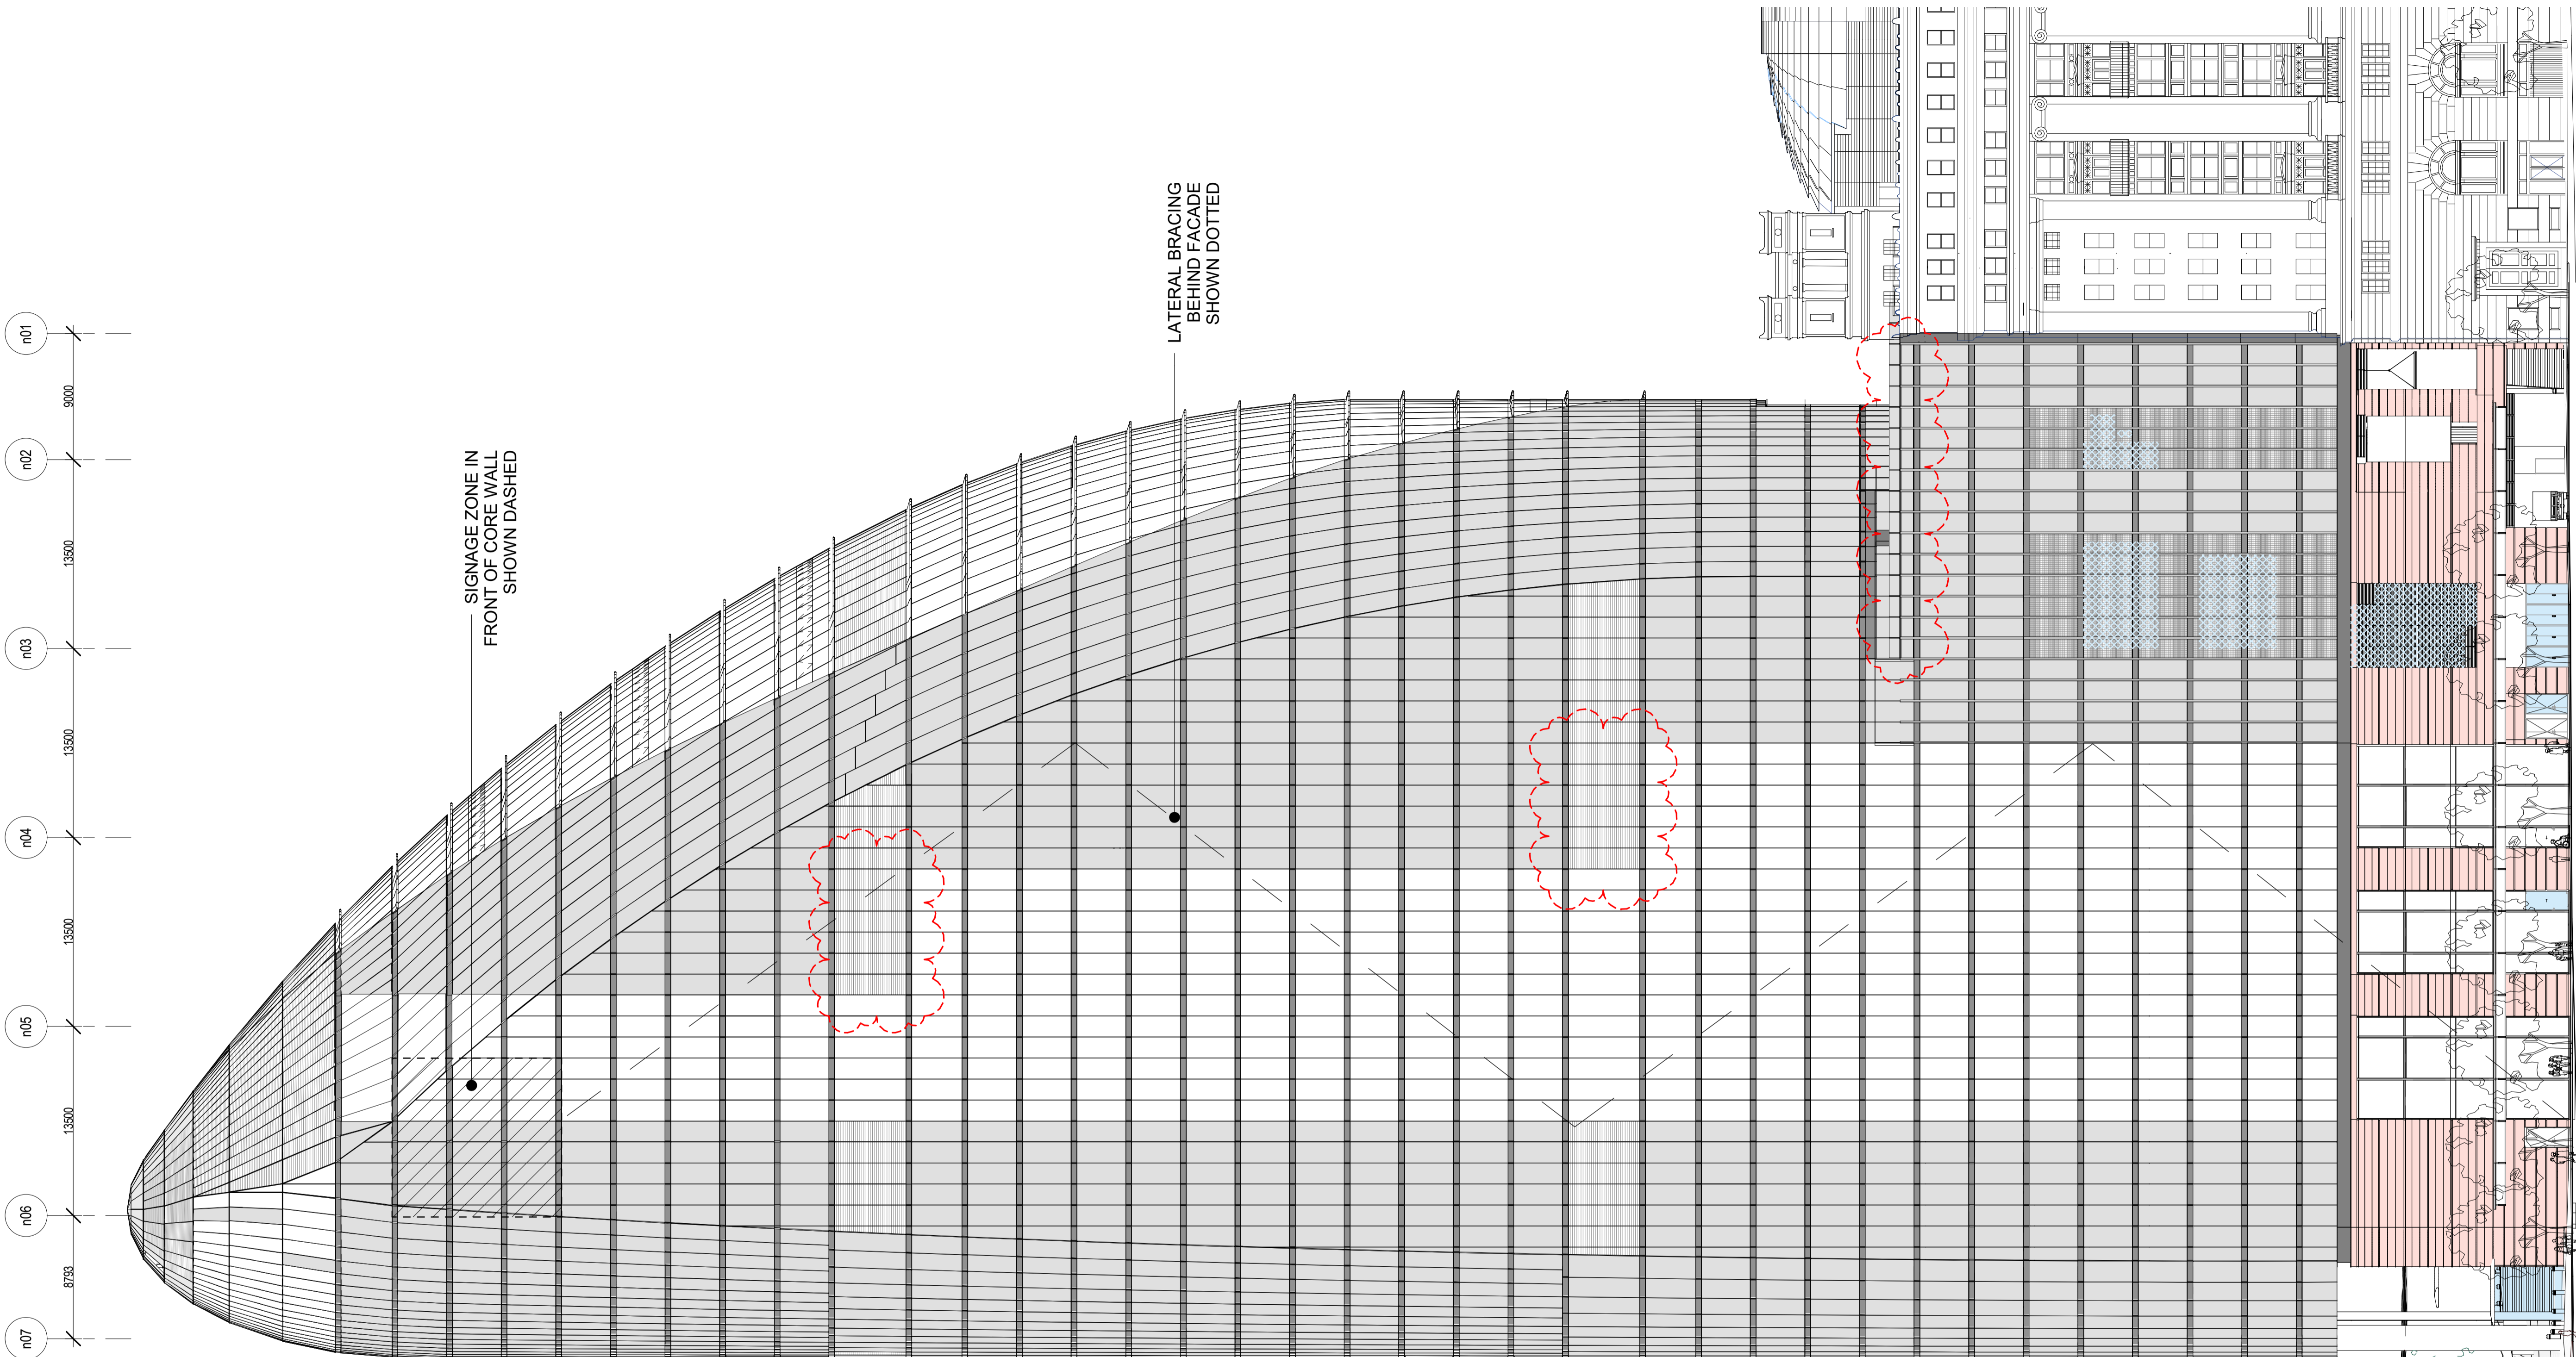 n01
9000
n02
13500
n03
13500
n04
13500
n05
13500
n06
8793
n07
SIGNAGE ZONE IN
FRONT OF CORE WALL
SHOWN DASHED
LATERAL BRACING
BEHIND FACADE
SHOWN DOTTED